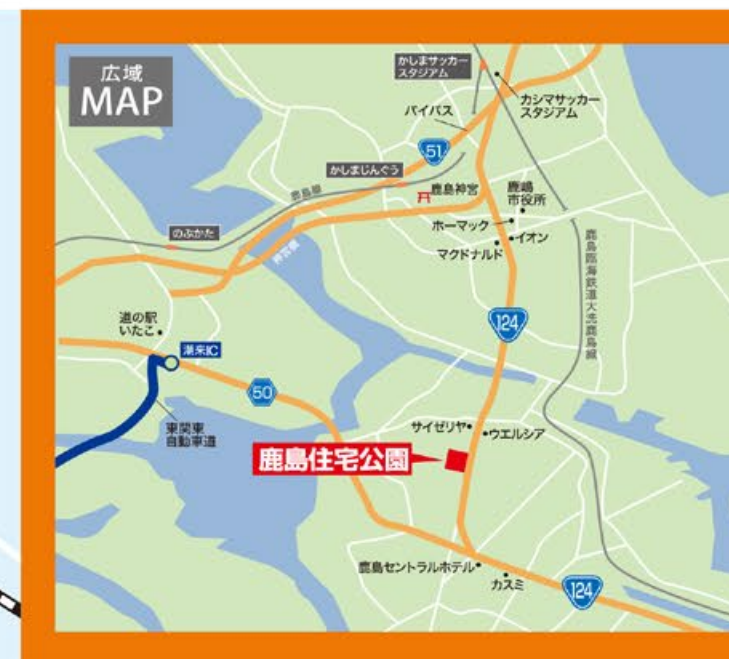 広域
MAP
かしまサッカー
スタジアム
カシマサッカー
スタジアム
バイパス
51
かしまじんぐう
鹿島線
鹿島神宮
鹿嶋
市役所
のぶかた
神宮橋
ホーマック
イオン
マクドナルド
鹿島臨海鉄道大洗鹿島線
道の駅
いたこ
124
潮来IC
50
東関東
自動車道
サイゼリヤ
ウエルシア
鹿島住宅公園
鹿島セントラルホテル
カスミ
124